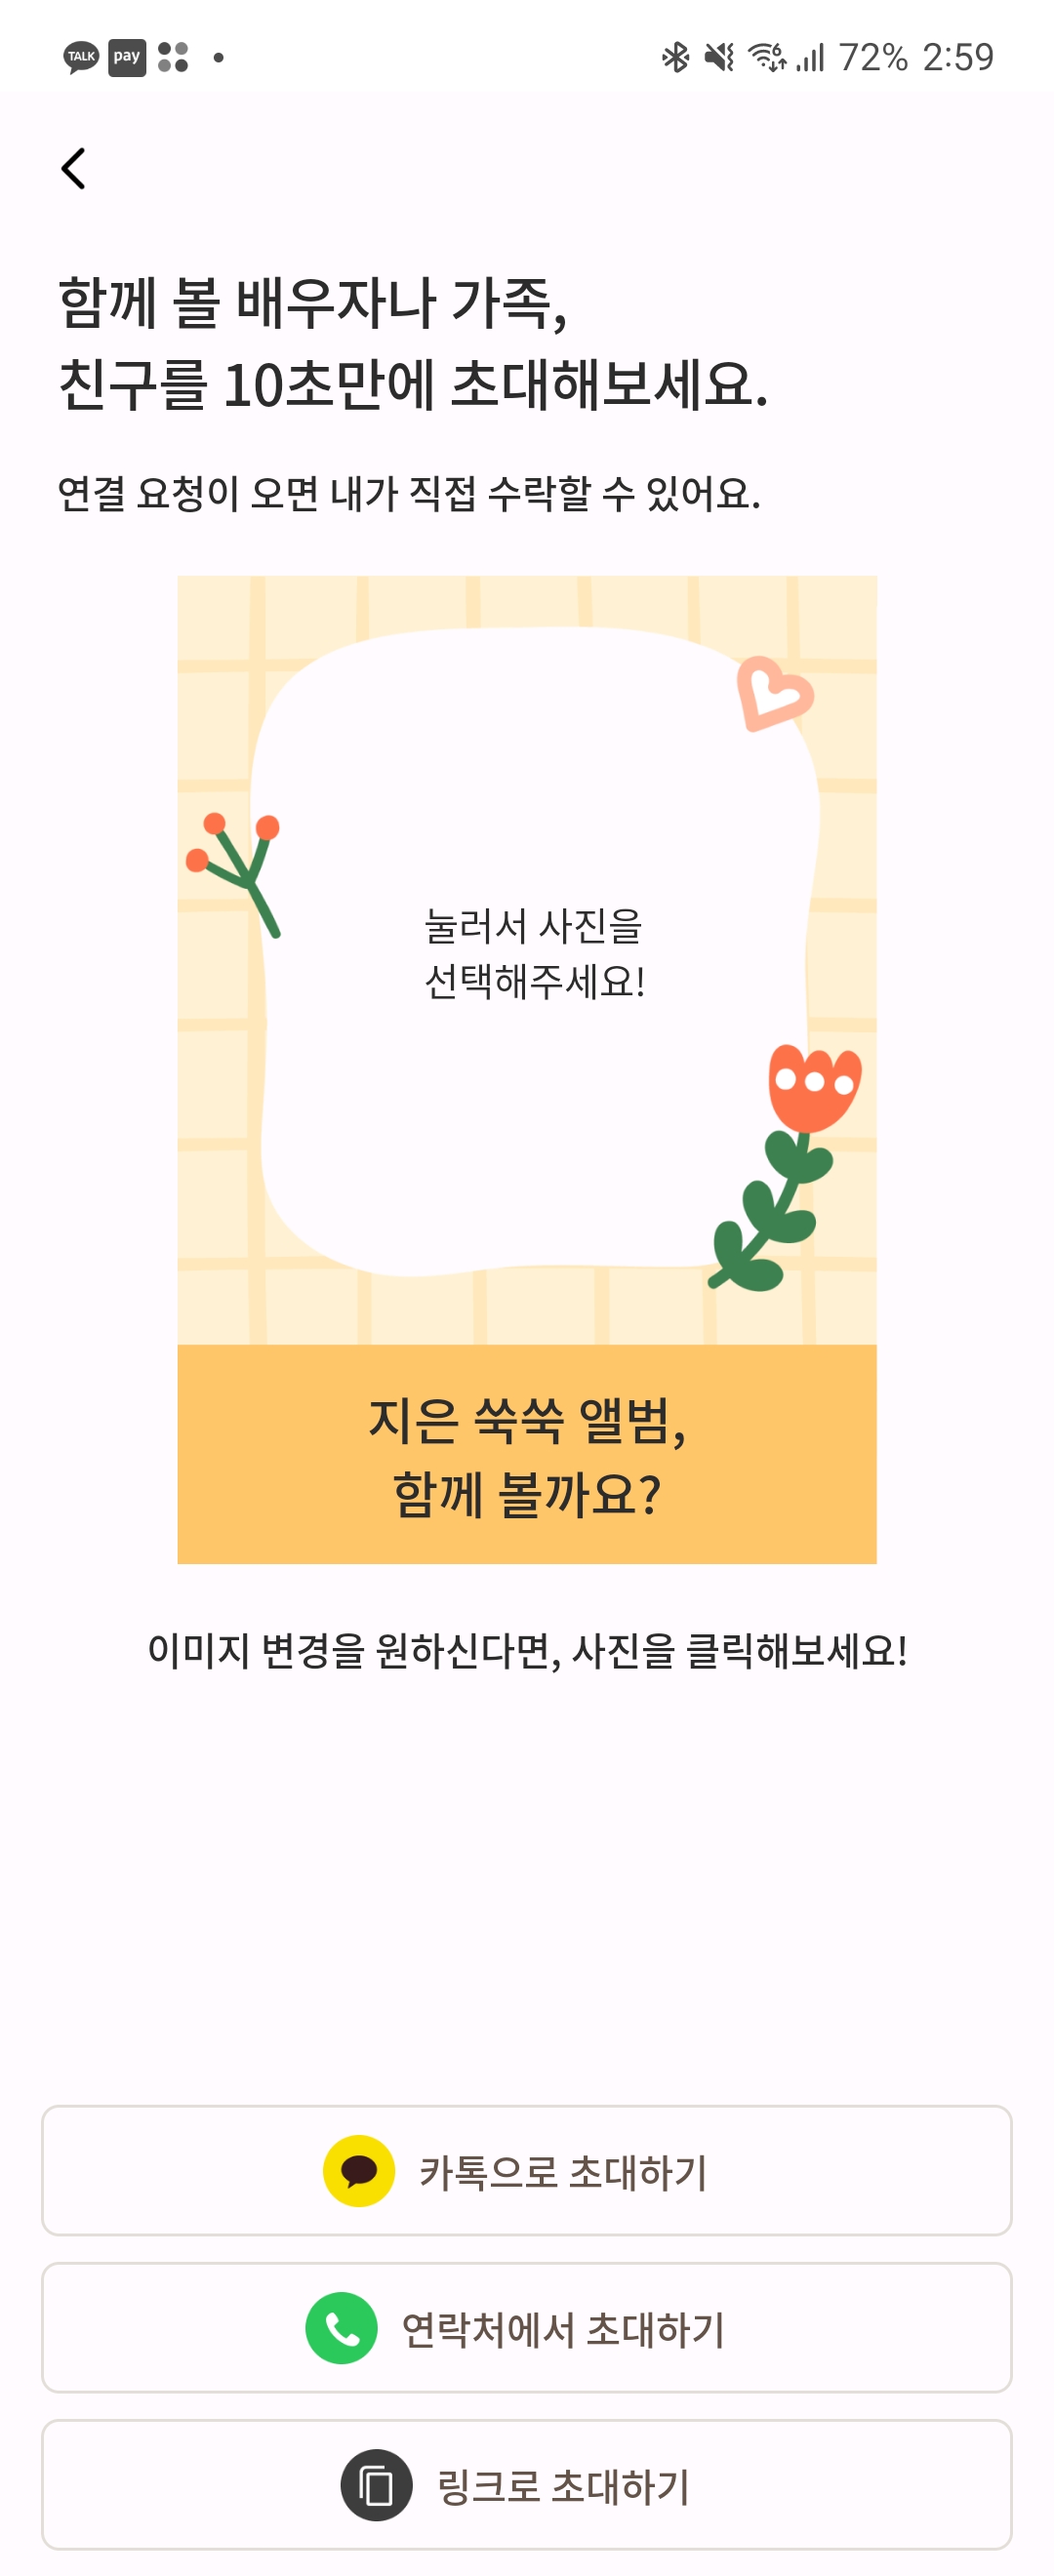 TALK pay 72% 2:59
함께 볼 배우자나 가족,
친구를 10초만에 초대해보세요.
연결 요청이 오면 내가 직접 수락할 수 있어요.
눌러서 사진을
선택해주세요!
지은 쑥쑥 앨범,
함께 볼까요?
이미지 변경을 원하신다면, 사진을 클릭해보세요!
카톡으로 초대하기
연락처에서 초대하기
링크로 초대하기